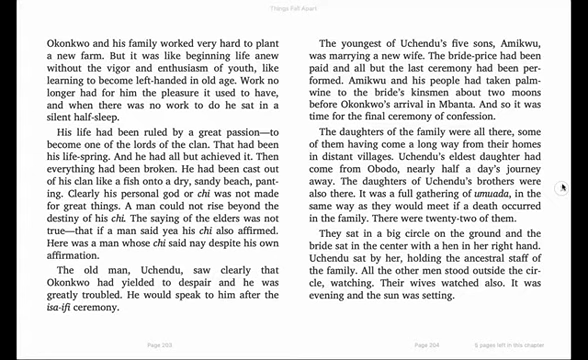 Things Fall Apart
Okonkwo and his family worked very hard to plant
a new farm. But it was like beginning life anew
without the vigor and enthusiasm of youth, like
learning to become left-handed in old age. Work no
longer had for him the pleasure it used to have,
and when there was no work to do he sat in a
silent half-sleep.
His life had been ruled by a great passion—to
become one of the lords of the clan. That had been
his life-spring. And he had all but achieved it. Then
everything had been broken. He had been cast out
of his clan like a fish onto a dry, sandy beach, pant-
ing. Clearly his personal god or chi was not made
for great things. A man could not rise beyond the
destiny of his chi. The saying of the elders was not
true—that if a man said yea his chi also affirmed.
Here was a man whose chi said nay despite his own
affirmation.
The old man, Uchendu, saw clearly that
Okonkwo had yielded to despair and he was
greatly troubled. He would speak to him after the
isa-ifi ceremony.
Page 203
The youngest of Uchendu's five sons, Amikwu,
was marrying a new wife. The bride-price had been
paid and all but the last ceremony had been per-
formed. Amikwu and his people had taken palm-
wine to the bride's kinsmen about two moons
before Okonkwo's arrival in Mbanta. And so it was
time for the final ceremony of confession.
The daughters of the family were all there, some
of them having come a long way from their homes
in distant villages. Uchendu's eldest daughter had
come from Obodo, nearly half a day's journey
away. The daughters of Uchendu's brothers were
also there. It was a full gathering of umuada, in the
same way as they would meet if a death occurred
in the family. There were twenty-two of them.
They sat in a big circle on the ground and the
bride sat in the center with a hen in her right hand.
Uchendu sat by her, holding the ancestral staff of
the family. All the other men stood outside the cir-
cle, watching. Their wives watched also. It was
evening and the sun was setting.
Page 204
5 pages left in this chapter